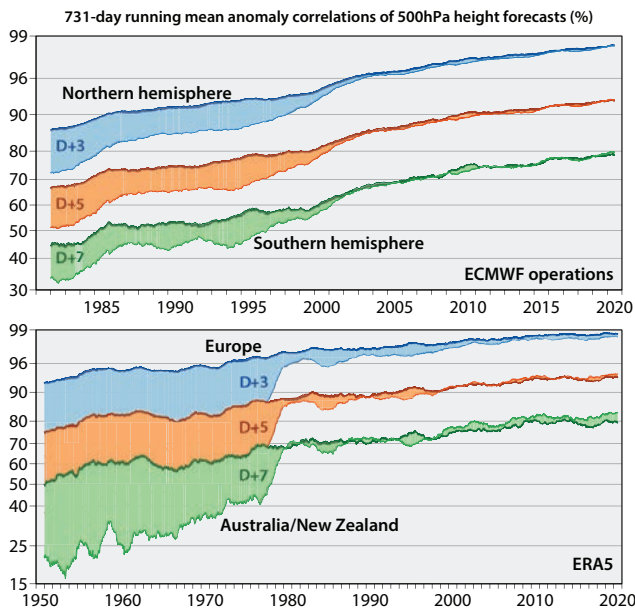 731-day running mean anomaly correlations of 500hPa height forecasts (%)
99
96
90
80
70
60
50
40
30
Northern hemisphere
D+3
D+5
D+7
Southern hemisphere
ECMWF operations
1985 1990 1995 2000 2005 2010 2015 2020
99
96
90
80
70
60
50
40
25
15
Europe
D+3
D+5
D+7
Australia/New Zealand
ERA5
1950 1960 1970 1980 1990 2000 2010 2020